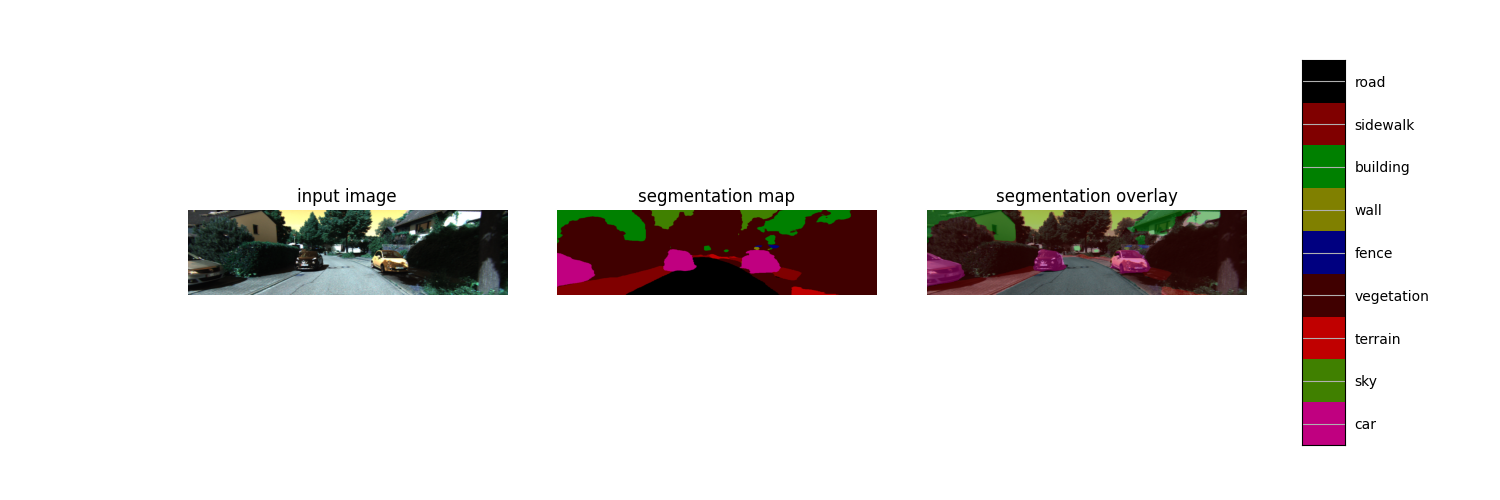 input image
segmentation map
segmentation overlay
road
sidewalk
building
wall
fence
vegetation
terrain
sky
car